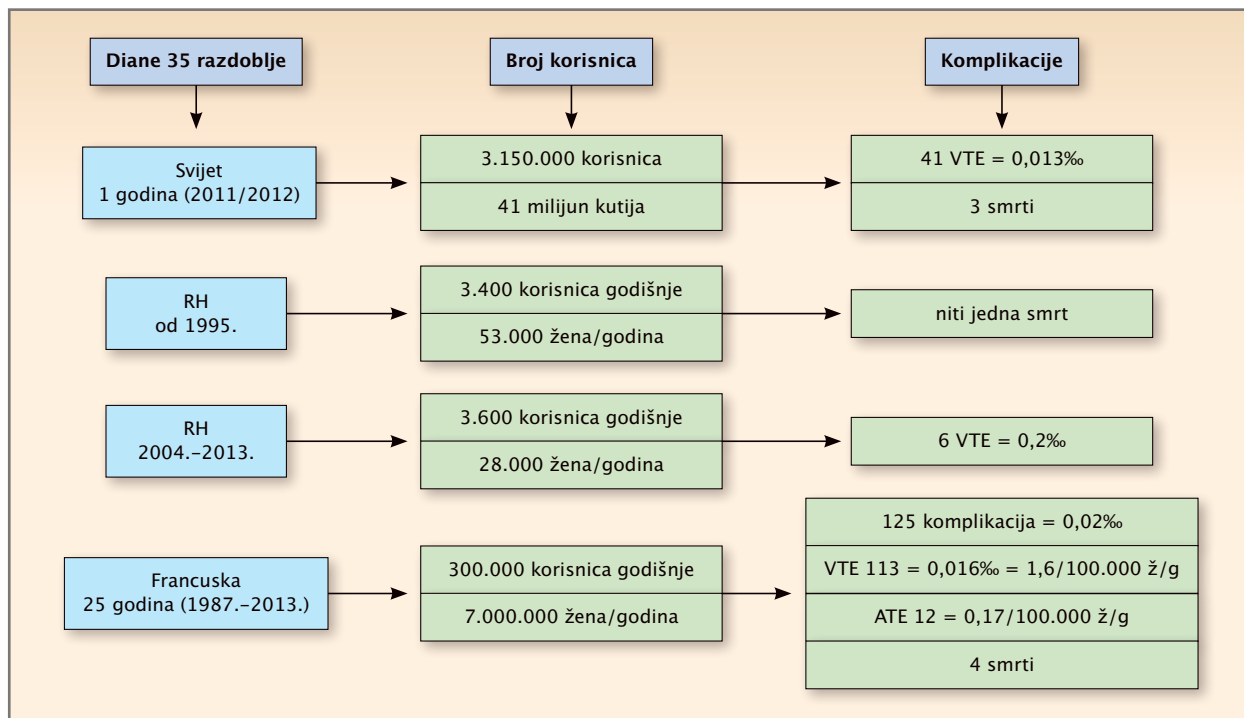 Diane 35 razdoblje
Broj korisnica
Komplikacije
Svijet
1 godina (2011/2012)
3.150.000 korisnica
41 milijun kutija
41 VTE = 0,013‰
3 smrti
RH
od 1995.
3.400 korisnica godišnje
53.000 žena/godina
niti jedna smrt
RH
2004.–2013.
3.600 korisnica godišnje
28.000 žena/godina
6 VTE = 0,2‰
Francuska
25 godina (1987.–2013.)
300.000 korisnica godišnje
7.000.000 žena/godina
125 komplikacija = 0,02‰
VTE 113 = 0,016‰ = 1,6/100.000 ž/g
ATE 12 = 0,17/100.000 ž/g
4 smrti